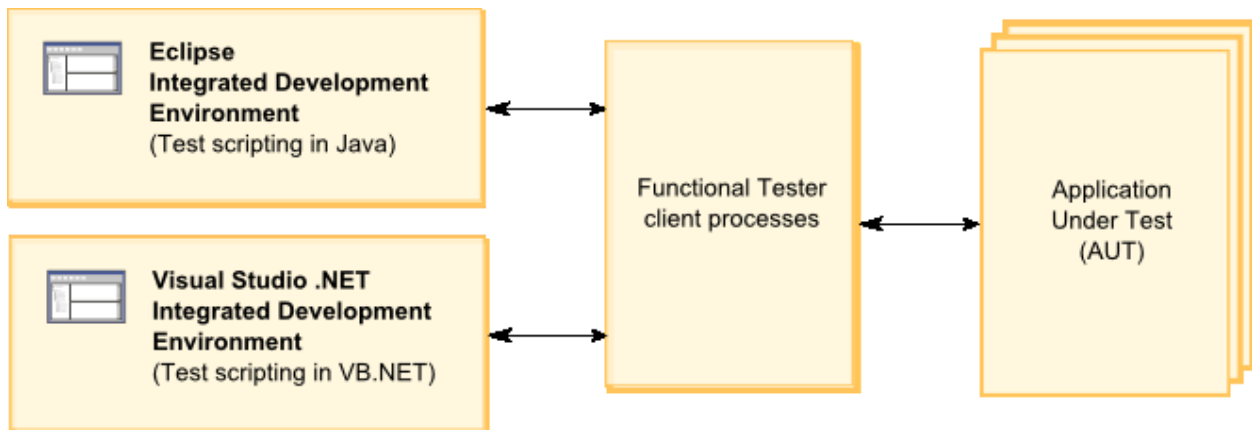 Eclipse
Integrated Development
Environment
(Test scripting in Java)
Visual Studio .NET
Integrated Development
Environment
(Test scripting in VB.NET)
Functional Tester
client processes
Application
Under Test
(AUT)